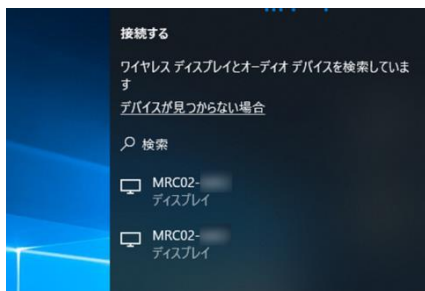 接続する
ワイヤレス ディスプレイとオーディオ デバイスを検索していま
す
デバイスが見つからない場合
検索
MRC02-
ディスプレイ
MRC02-
ディスプレイ